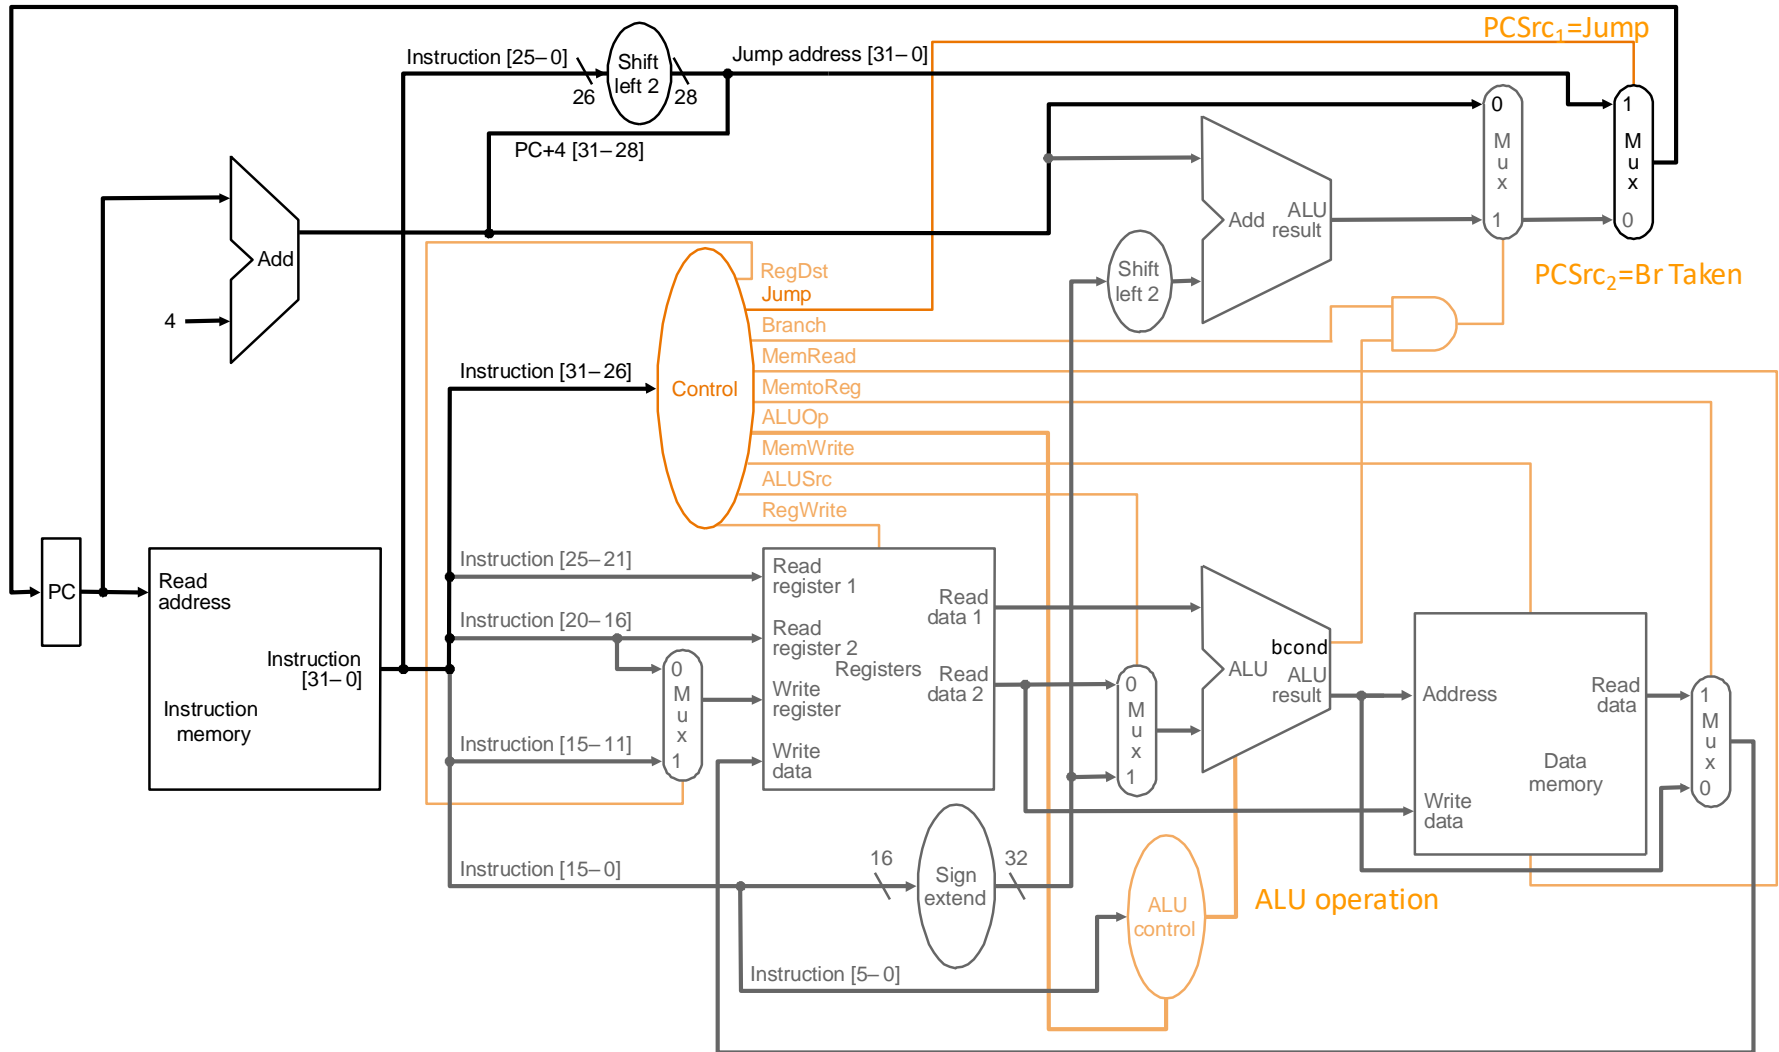 PCSrc1=Jump
Instruction [25–0]
Shift
left 2
Jump address [31–0]
26
28
PC+4 [31–28]
0
M
u
x
1
1
M
u
x
0
Add
4
Add
ALU
result
Shift
left 2
PCSrc2=Br Taken
RegDst
Jump
Branch
MemRead
MemtoReg
ALUOp
MemWrite
ALUSrc
RegWrite
Instruction [31–26]
Control
PC
Read
address
Instruction
[31–0]
Instruction
memory
Instruction [25–21]
Instruction [20–16]
Instruction [15–11]
Instruction [15–0]
Instruction [5–0]
0
M
u
x
1
Read
register 1
Read
register 2
Registers
Write
register
Write
data
Read
data 1
Read
data 2
0
M
u
x
1
bcond
ALU
ALU
result
Address
Read
data
Data
memory
Write
data
1
M
u
x
0
16
Sign
extend
32
ALU
control
ALU operation